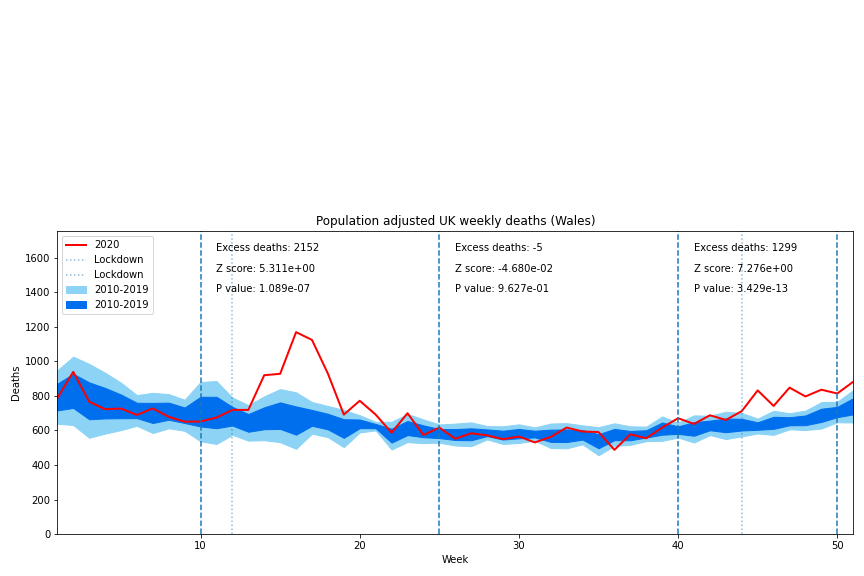 Population adjusted UK weekly deaths (Wales)
2020
Lockdown
Lockdown
2010-2019
2010-2019
Excess deaths: 2152
Z score: 5.311e+00
P value: 1.089e-07
Excess deaths: -5
Z score: -4.680e-02
P value: 9.627e-01
Excess deaths: 1299
Z score: 7.276e+00
P value: 3.429e-13
Deaths
1600
1400
1200
1000
800
600
400
200
0
10 20 30 40 50
Week